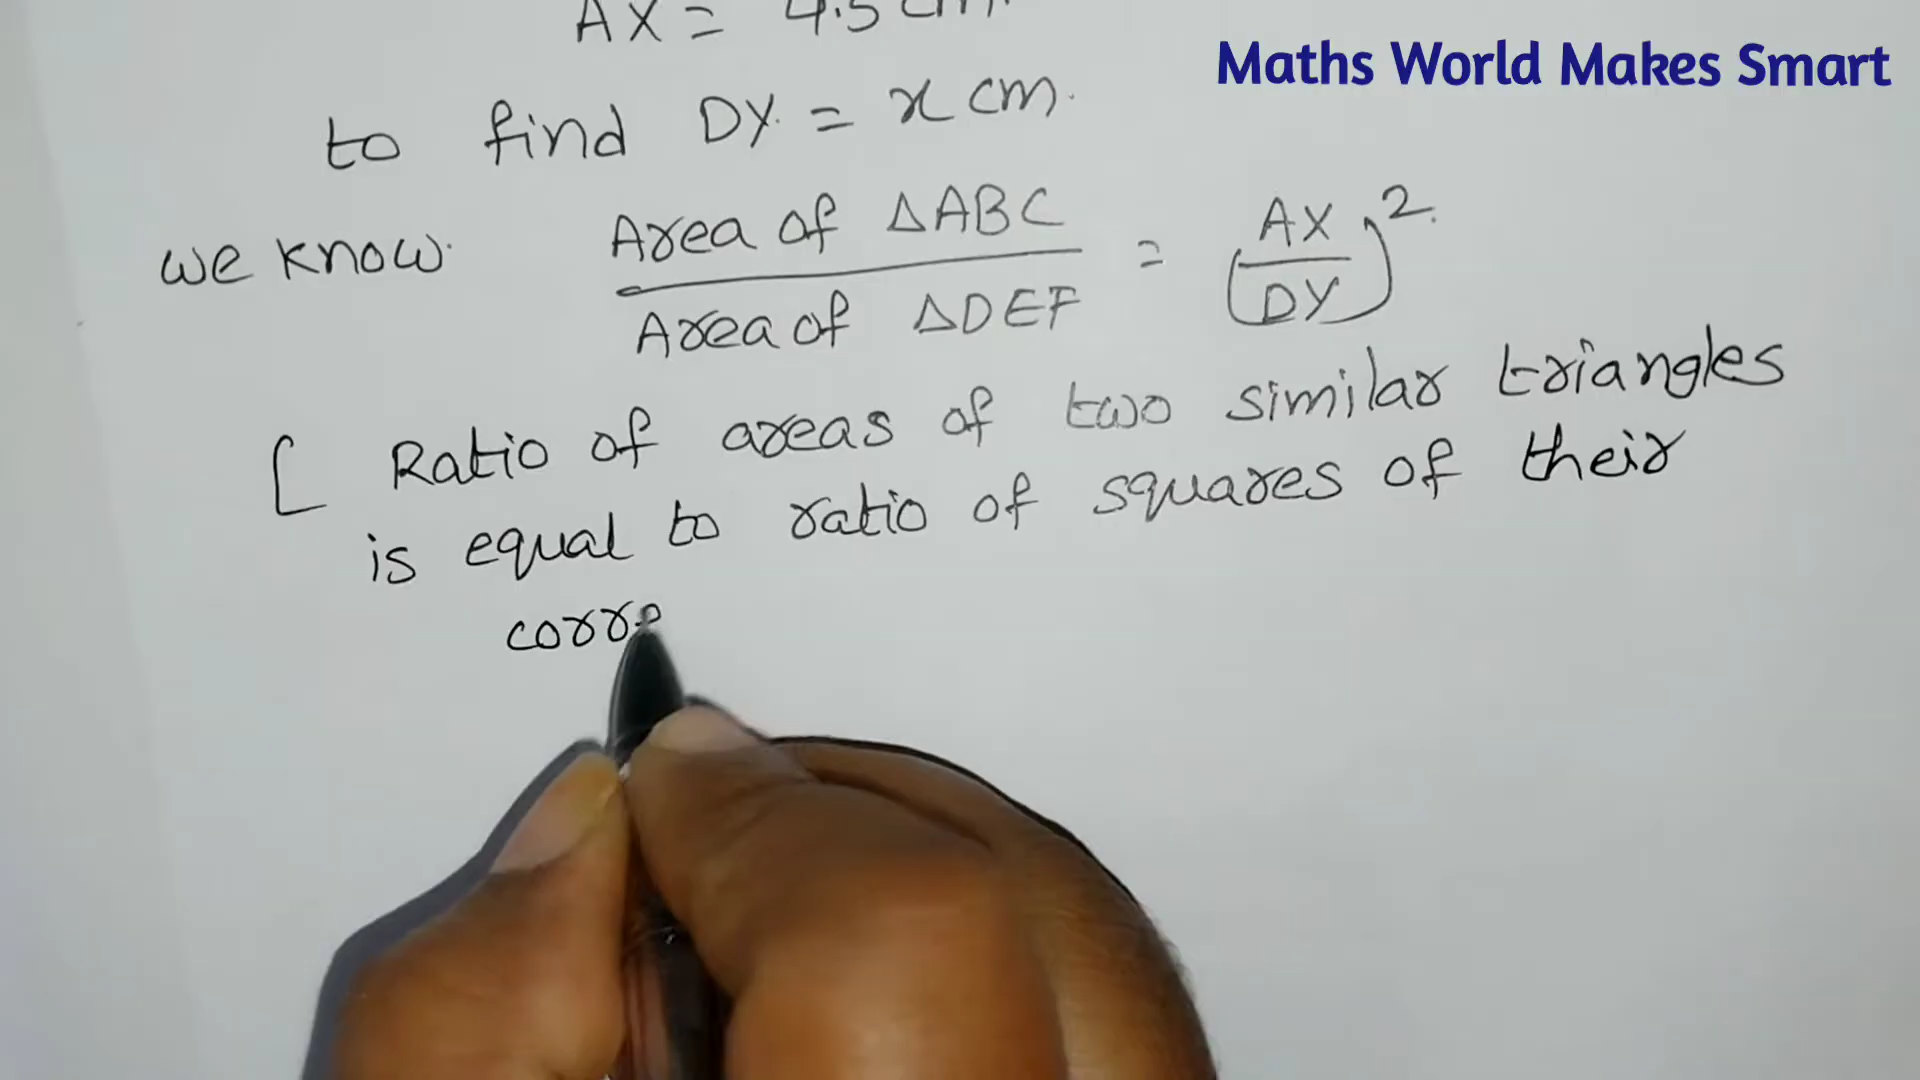 AX = 4.5 cm.
Maths World Makes Smart
to find DY. = x cm.
we know. Area of ΔABC / Area of ΔDEF = (AX / DY)².
[ Ratio of areas of two similar triangles
is equal to ratio of squares of their
corre